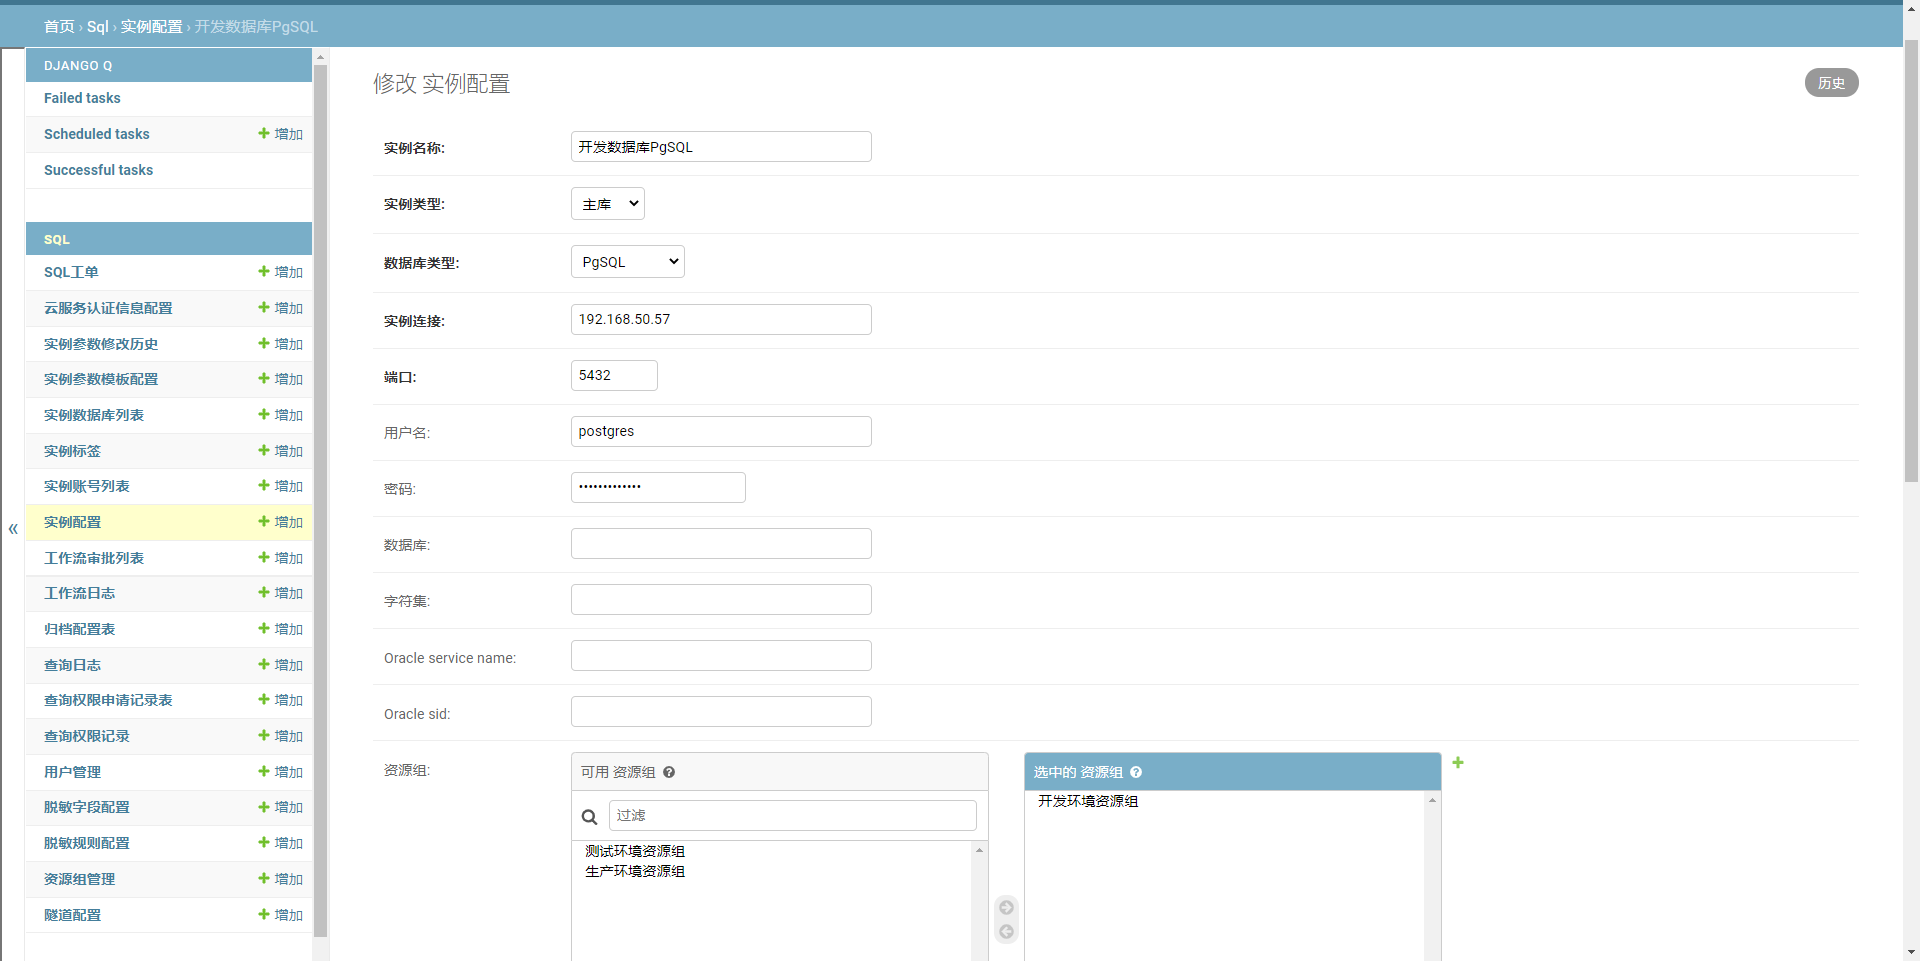 首页 › Sql › 实例配置 › 开发数据库PgSQL
DJANGO Q
Failed tasks
Scheduled tasks 增加
Successful tasks
SQL
SQL工单 增加
云服务认证信息配置 增加
实例参数修改历史 增加
实例参数模板配置 增加
实例数据库列表 增加
实例标签 增加
实例账号列表 增加
实例配置 增加
工作流审批列表 增加
工作流日志 增加
归档配置表 增加
查询日志 增加
查询权限申请记录表 增加
查询权限记录 增加
用户管理 增加
脱敏字段配置 增加
脱敏规则配置 增加
资源组管理 增加
隧道配置 增加
«
修改 实例配置
历史
实例名称: 开发数据库PgSQL
实例类型: 主库
数据库类型: PgSQL
实例连接: 192.168.50.57
端口: 5432
用户名: postgres
密码: •••••••••••••
数据库:
字符集:
Oracle service name:
Oracle sid:
资源组:
可用 资源组
过滤
测试环境资源组
生产环境资源组
选中的 资源组
开发环境资源组